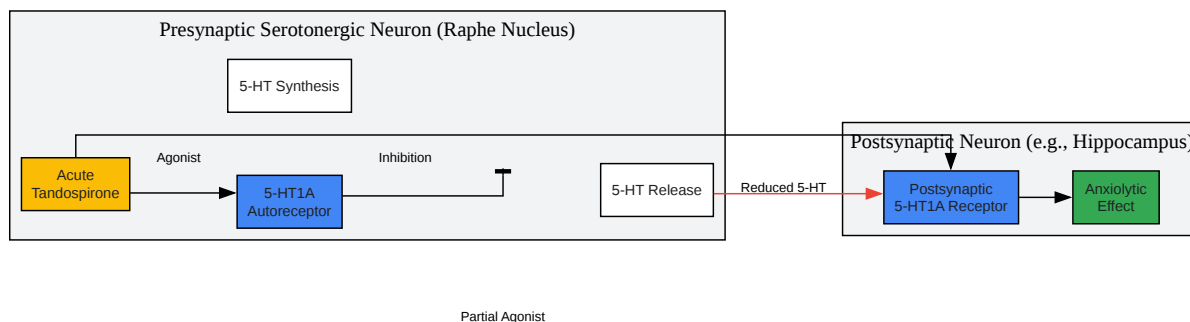 Presynaptic Serotonergic Neuron (Raphe Nucleus)
5-HT Synthesis
Postsynaptic Neuron (e.g., Hippocampus)
Agonist
Inhibition
Acute
Tandospirone
5-HT1A
Autoreceptor
5-HT Release
Reduced 5-HT
Postsynaptic
5-HT1A Receptor
Anxiolytic
Effect
Partial Agonist